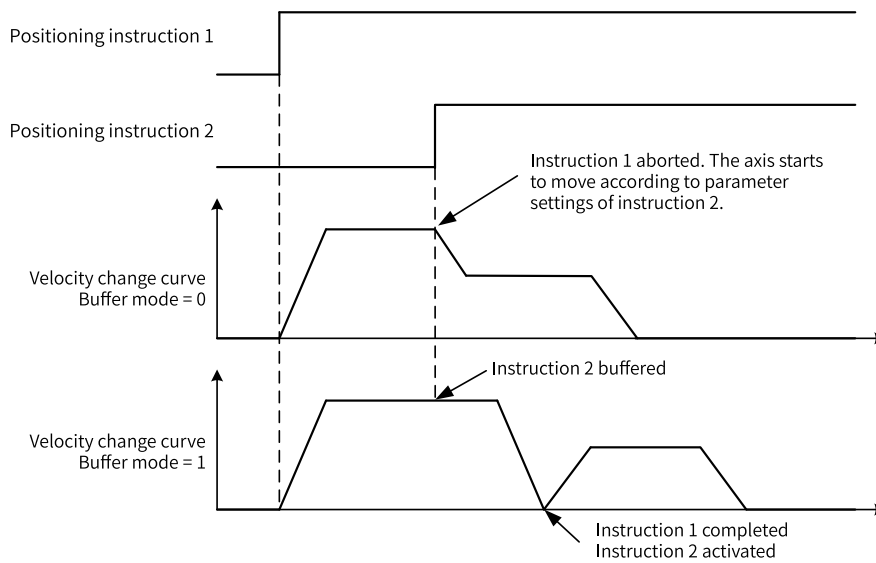 Positioning instruction 1
Positioning instruction 2
Instruction 1 aborted. The axis starts
to move according to parameter
settings of instruction 2.
Velocity change curve
Buffer mode = 0
Instruction 2 buffered
Velocity change curve
Buffer mode = 1
Instruction 1 completed
Instruction 2 activated